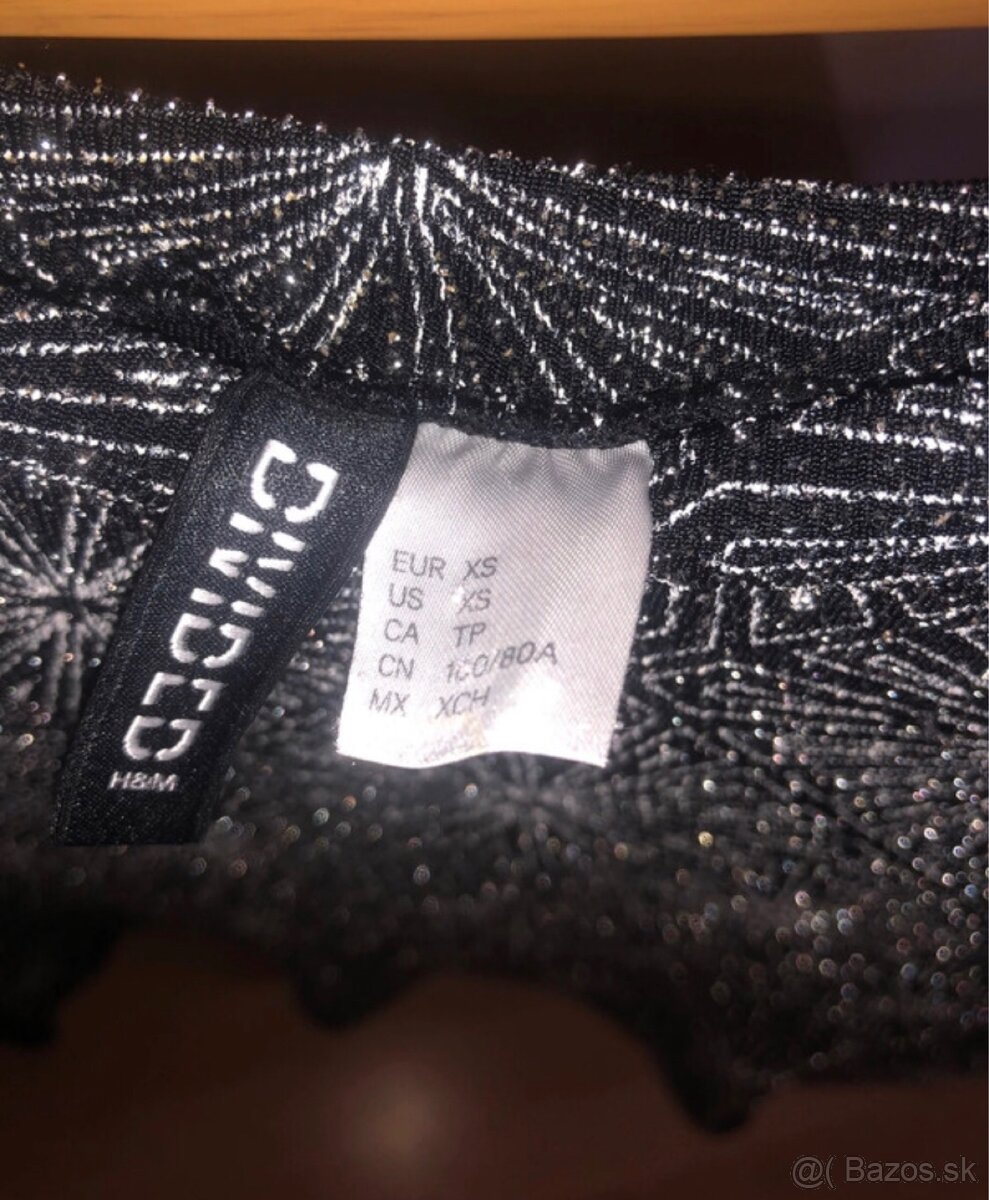 DIVIDED
H&M
EUR XS
US XS
CA TP
CN 160/80A
MX XCH
@( Bazos.sk